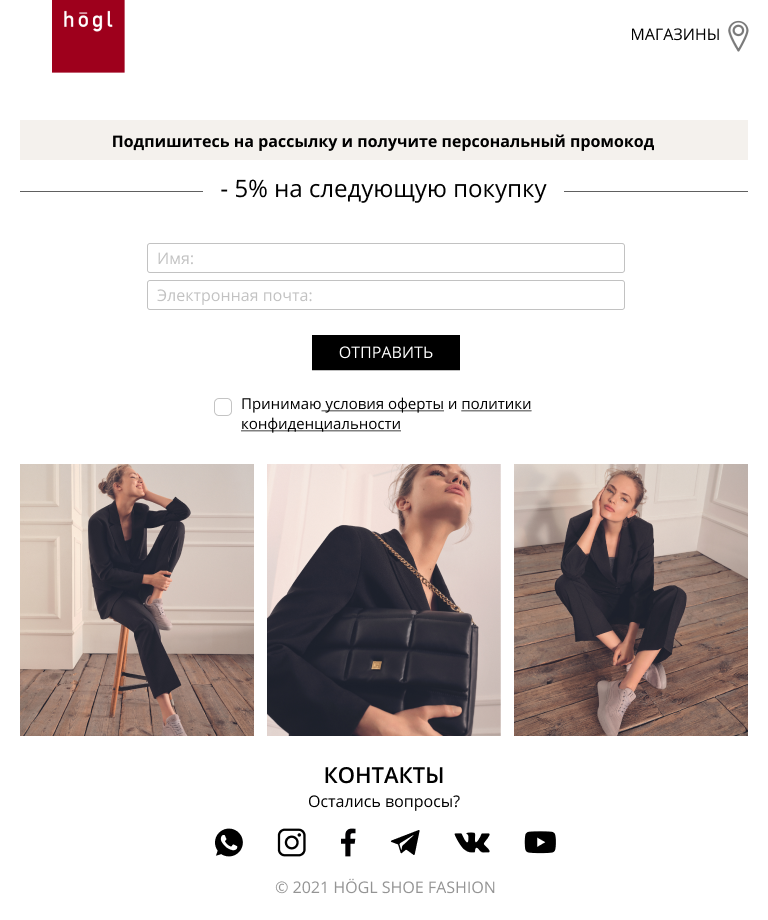 högl
МАГАЗИНЫ
Подпишитесь на рассылку и получите персональный промокод
- 5% на следующую покупку
Имя:
Электронная почта:
ОТПРАВИТЬ
Принимаю условия оферты и политики
конфиденциальности
КОНТАКТЫ
Остались вопросы?
© 2021 HÖGL SHOE FASHION